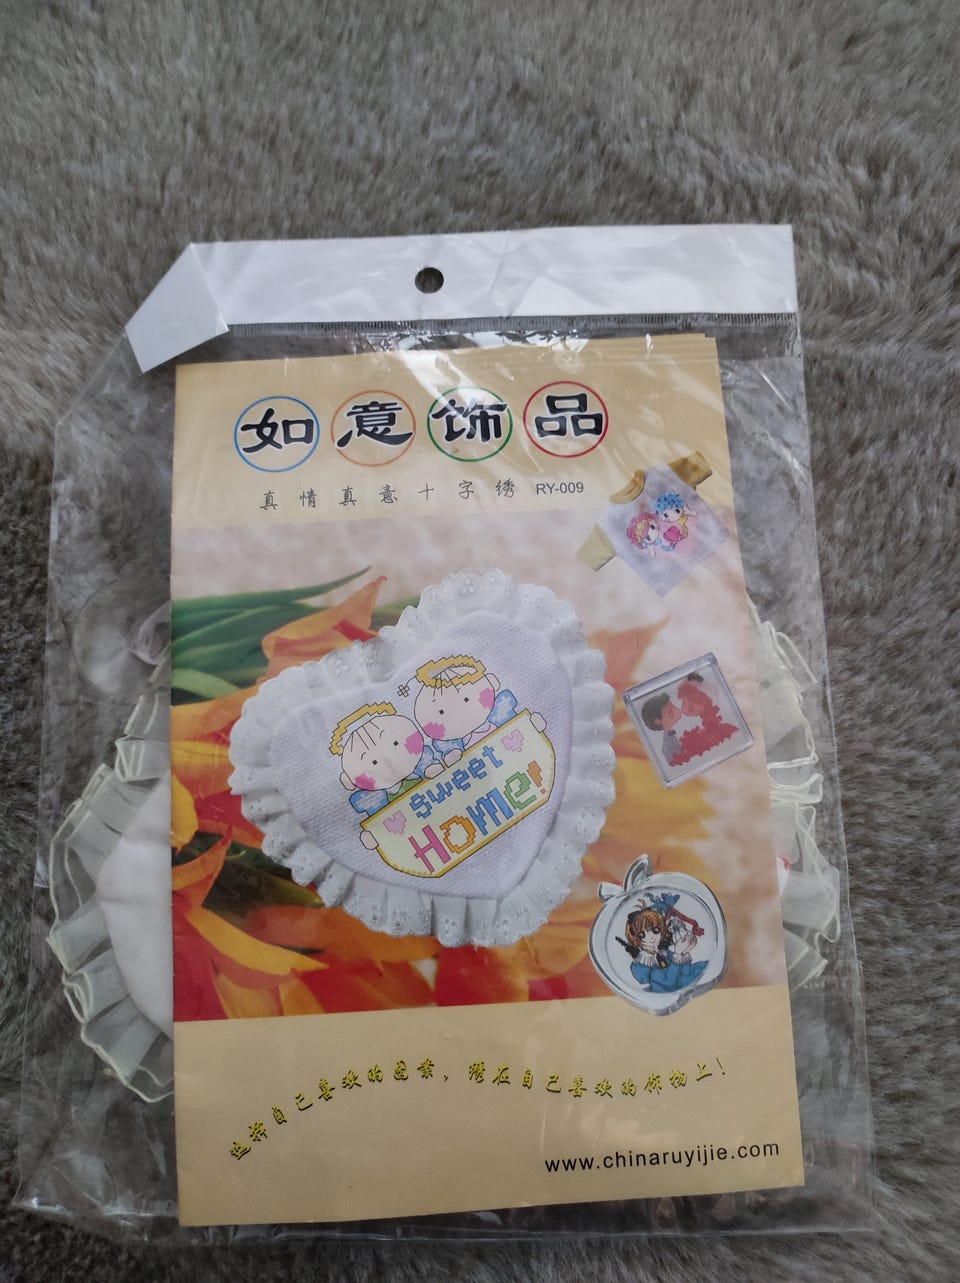 如意饰品
真情真意十字绣 RY-009
sweet
Home!
选择自己喜欢的图案，绣在自己喜欢的饰物上！
www.chinaruyijie.com